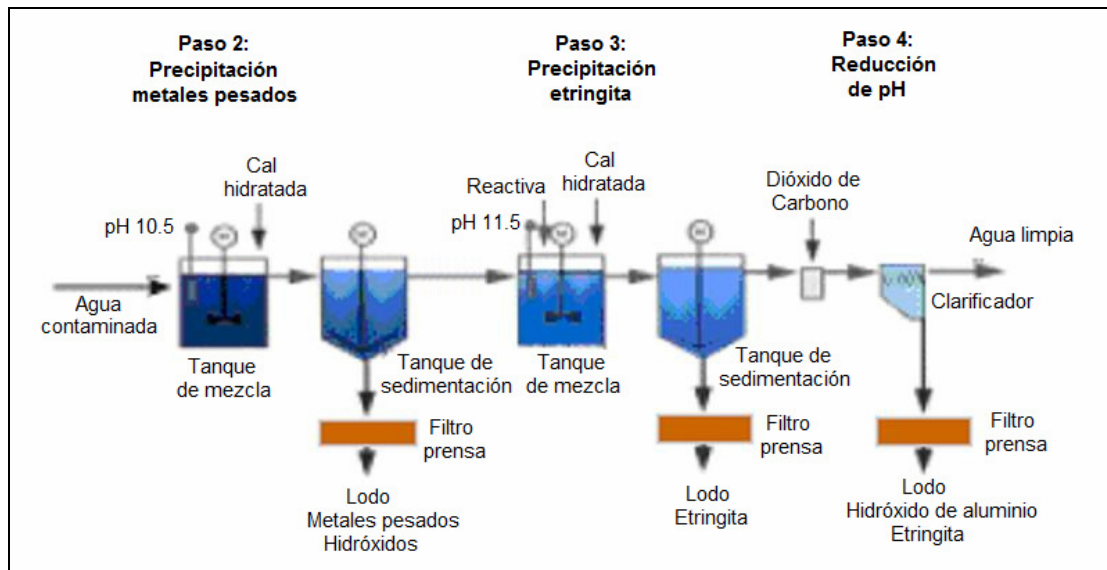 Paso 2:
Precipitación
metales pesados
Paso 3:
Precipitación
etringita
Paso 4:
Reducción
de pH
Cal
hidratada
pH 10.5
Reactiva
Cal
hidratada
pH 11.5
Dióxido de
Carbono
Agua limpia
Agua
contaminada
Tanque
de mezcla
Tanque de
sedimentación
Tanque
de mezcla
Tanque de
sedimentación
Clarificador
Filtro
prensa
Filtro
prensa
Filtro
prensa
Lodo
Metales pesados
Hidróxidos
Lodo
Etringita
Lodo
Hidróxido de aluminio
Etringita